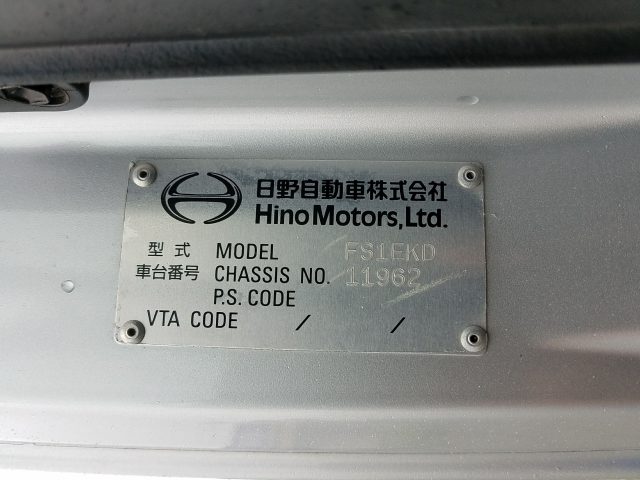 日野自動車株式会社
Hino Motors, Ltd.
型式 MODEL FS1EKD
車台番号 CHASSIS NO. 11962
P.S. CODE
VTA CODE / /